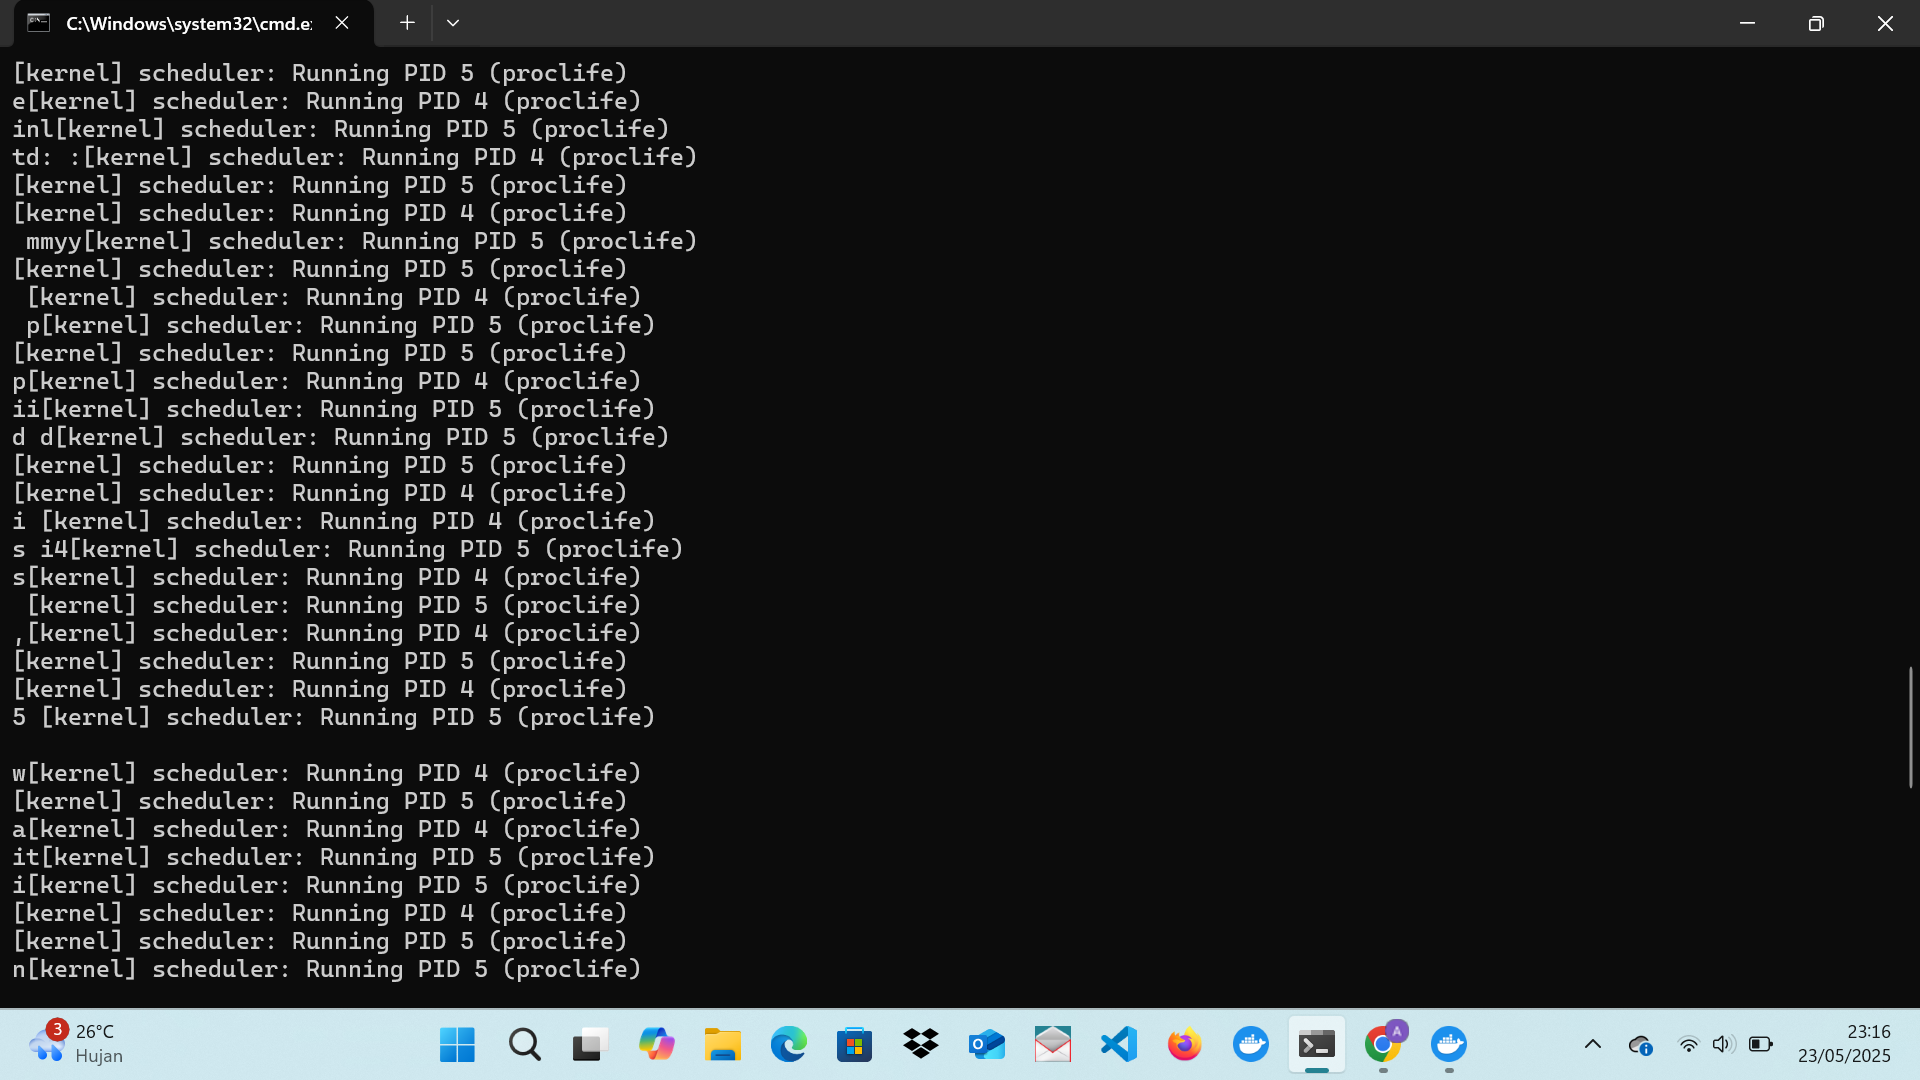 C:\Windows\system32\cmd.e
[kernel] scheduler: Running PID 5 (proclife)
e[kernel] scheduler: Running PID 4 (proclife)
inl[kernel] scheduler: Running PID 5 (proclife)
td: :[kernel] scheduler: Running PID 4 (proclife)
[kernel] scheduler: Running PID 5 (proclife)
[kernel] scheduler: Running PID 4 (proclife)
 mmyy[kernel] scheduler: Running PID 5 (proclife)
[kernel] scheduler: Running PID 5 (proclife)
 [kernel] scheduler: Running PID 4 (proclife)
 p[kernel] scheduler: Running PID 5 (proclife)
[kernel] scheduler: Running PID 5 (proclife)
p[kernel] scheduler: Running PID 4 (proclife)
ii[kernel] scheduler: Running PID 5 (proclife)
d d[kernel] scheduler: Running PID 5 (proclife)
[kernel] scheduler: Running PID 5 (proclife)
[kernel] scheduler: Running PID 4 (proclife)
i [kernel] scheduler: Running PID 4 (proclife)
s i4[kernel] scheduler: Running PID 5 (proclife)
s[kernel] scheduler: Running PID 4 (proclife)
 [kernel] scheduler: Running PID 5 (proclife)
,[kernel] scheduler: Running PID 4 (proclife)
[kernel] scheduler: Running PID 5 (proclife)
[kernel] scheduler: Running PID 4 (proclife)
5 [kernel] scheduler: Running PID 5 (proclife)
w[kernel] scheduler: Running PID 4 (proclife)
[kernel] scheduler: Running PID 5 (proclife)
a[kernel] scheduler: Running PID 4 (proclife)
it[kernel] scheduler: Running PID 5 (proclife)
i[kernel] scheduler: Running PID 5 (proclife)
[kernel] scheduler: Running PID 4 (proclife)
[kernel] scheduler: Running PID 5 (proclife)
n[kernel] scheduler: Running PID 5 (proclife)
3
26°C
Hujan
A
23:16
23/05/2025